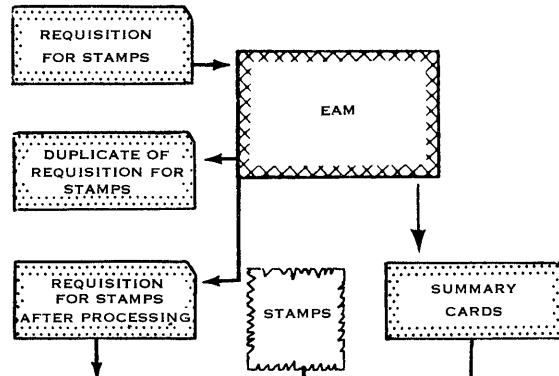 REQUISITION
FOR STAMPS
EAM
DUPLICATE OF
REQUISITION FOR
STAMPS
REQUISITION
FOR STAMPS
AFTER PROCESSING
STAMPS
SUMMARY
CARDS